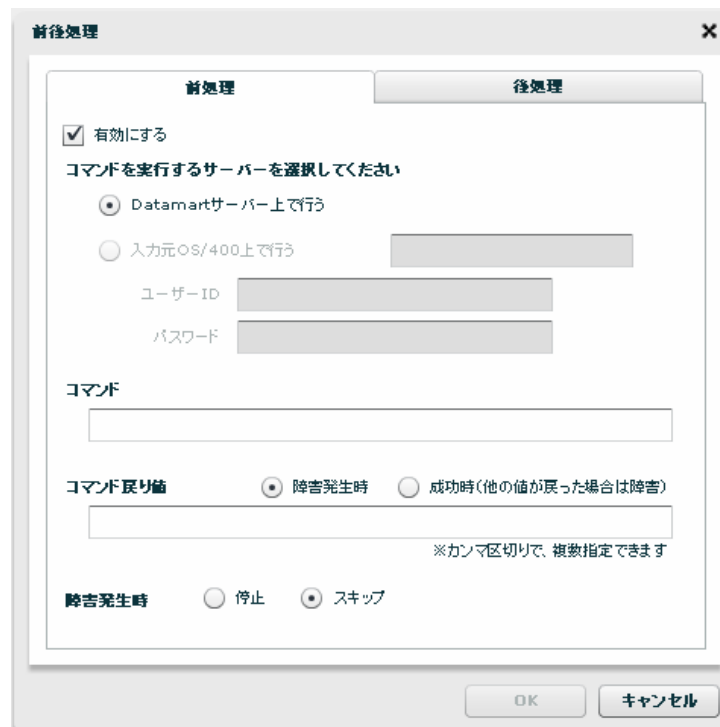 前後処理
前処理 後処理
有効にする
コマンドを実行するサーバーを選択してください
Datamartサーバー上で行う
入力元OS/400上で行う
ユーザーID
パスワード
コマンド
コマンド戻り値 障害発生時 成功時(他の値が戻った場合は障害)
※カンマ区切りで、複数指定できます
障害発生時 停止 スキップ
OK キャンセル